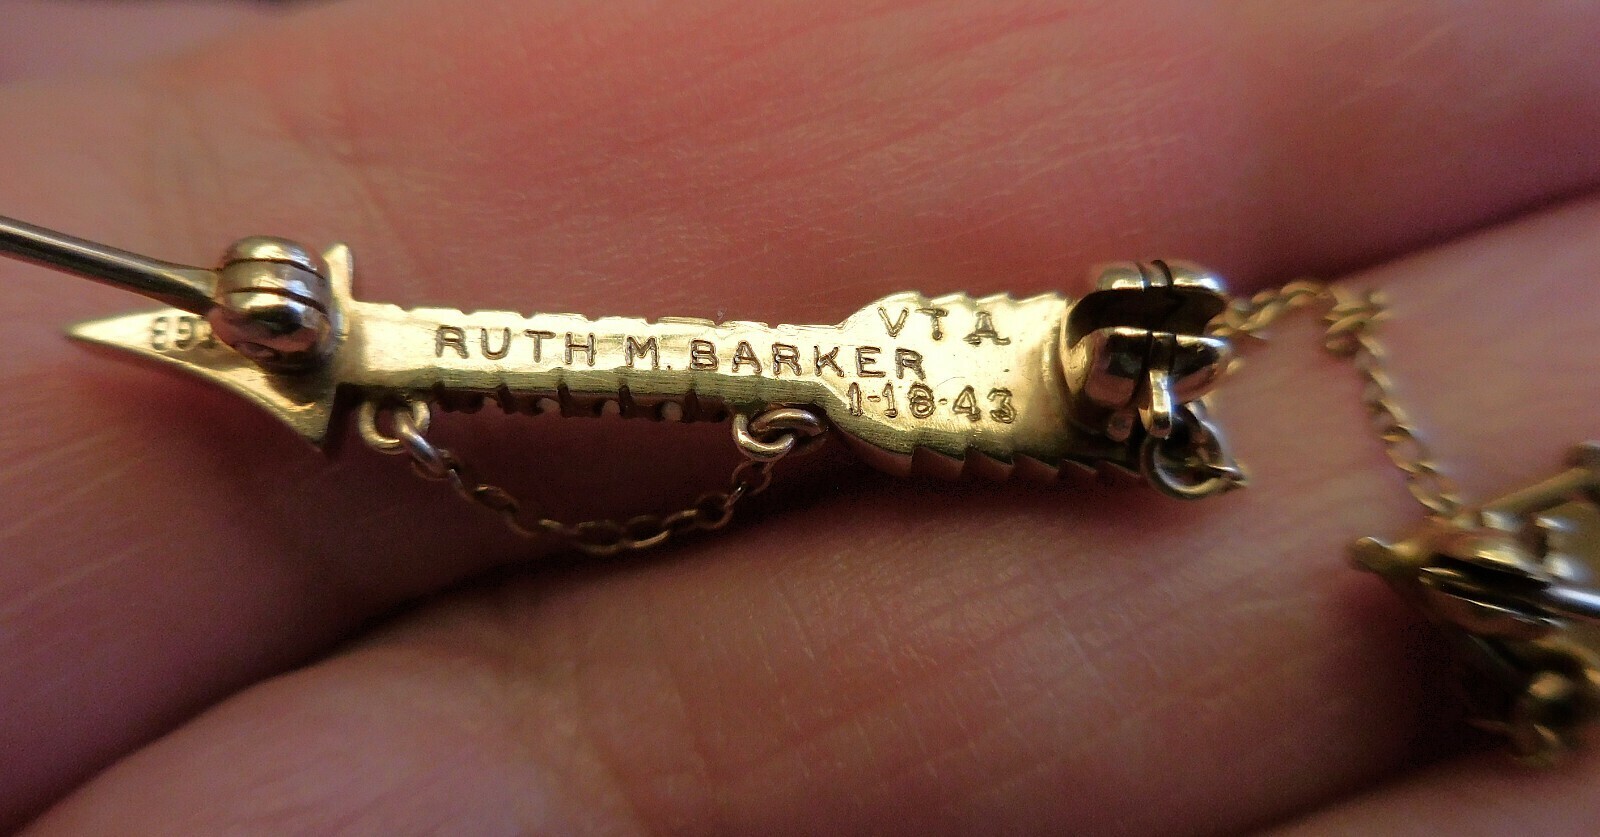 VTA
RUTH M. BARKER
1-18-43